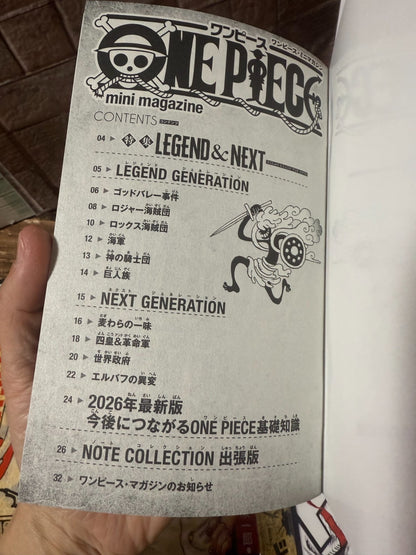 ワンピース
ワンピース・ミニマガジン
ONE PIECE
mini magazine
CONTENTS コンテンツ
04 ▶ 特集 LEGEND & NEXT
05 ▶ LEGEND GENERATION
06 ▶ ゴッドバレー事件
08 ▶ ロジャー海賊団
10 ▶ ロックス海賊団
12 ▶ 海軍
13 ▶ 神の騎士団
14 ▶ 巨人族
15 ▶ NEXT GENERATION
16 ▶ 麦わらの一味
18 ▶ 四皇&革命軍
20 ▶ 世界政府
22 ▶ エルバフの異変
24 ▶ 2026年最新版
今後につながるONE PIECE基礎知識
26 ▶ NOTE COLLECTION 出張版
32 ▶ ワンピース・マガジンのお知らせ